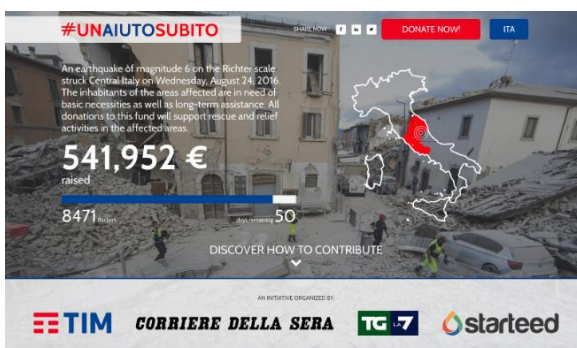 #UNAIUTOSUBITO
SHARE NOW
DONATE NOW!
ITA
An earthquake of magnitude 6 on the Richter scale
struck Central Italy on Wednesday, August 24, 2016.
The inhabitants of the areas affected are in need of
basic necessities as well as long-term assistance. All
donations to this fund will support rescue and relief
activities in the affected areas.
541,952 €
raised
8471 Backers
days remaining 50
DISCOVER HOW TO CONTRIBUTE
AN INITIATIVE ORGANIZED BY:
TIM
CORRIERE DELLA SERA
TG LA7
starteed